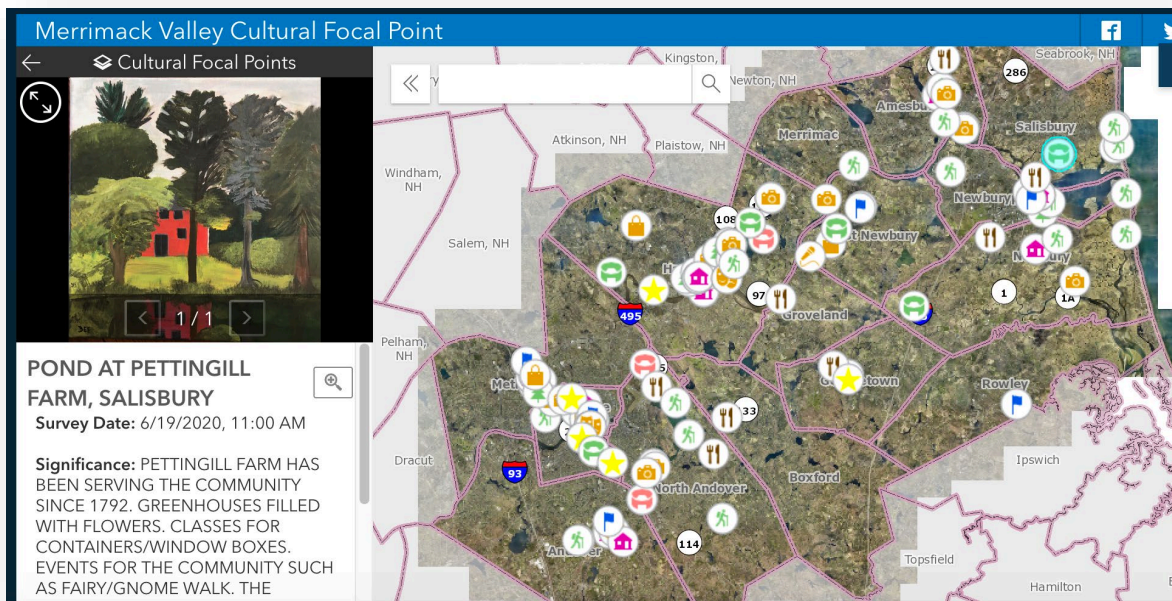 Merrimack Valley Cultural Focal Point
Cultural Focal Points
1 / 1
POND AT PETTINGILL
FARM, SALISBURY
Survey Date: 6/19/2020, 11:00 AM
Significance: PETTINGILL FARM HAS
BEEN SERVING THE COMMUNITY
SINCE 1792. GREENHOUSES FILLED
WITH FLOWERS. CLASSES FOR
CONTAINERS/WINDOW BOXES.
EVENTS FOR THE COMMUNITY SUCH
AS FAIRY/GNOME WALK. THE
Kingston,
Seabrook, NH
Newton, NH
286
Merrimac
Salisbury
Atkinson, NH
Plaistow, NH
Windham,
NH
108
Salem, NH
97
1
1A
495
Groveland
Pelham,
NH
Rowley
33
Dracut
93
Ipswich
North Andover
Boxford
114
Topsfield
Hamilton